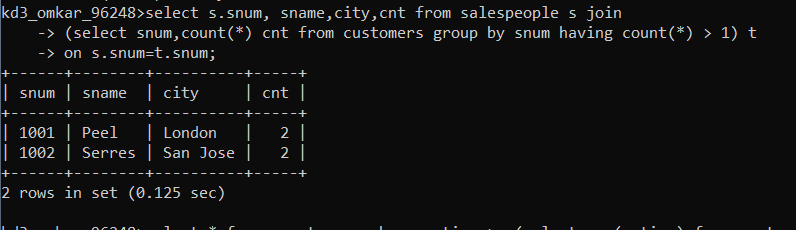 kd3_omkar_96248>select s.snum, sname,city,cnt from salespeople s join
    -> (select snum,count(*) cnt from customers group by snum having count(*) > 1) t
    -> on s.snum=t.snum;
+------+--------+----------+-----+
| snum | sname  | city     | cnt |
+------+--------+----------+-----+
| 1001 | Peel   | London   |   2 |
| 1002 | Serres | San Jose |   2 |
+------+--------+----------+-----+
2 rows in set (0.125 sec)